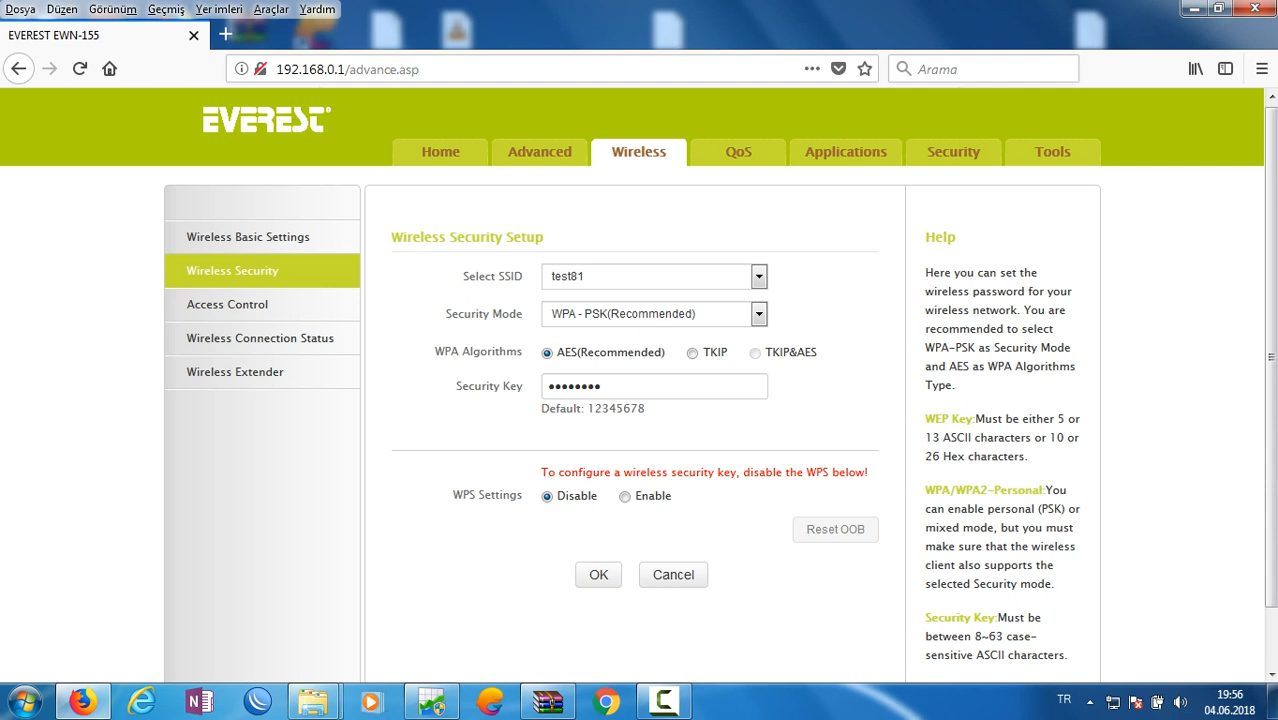 Dosya Düzen Görünüm Geçmiş Yer imleri Araçlar Yardım
EVEREST EWN-155
192.168.0.1/advance.asp
Arama
EVEREST®
Home Advanced Wireless QoS Applications Security Tools
Wireless Basic Settings
Wireless Security
Access Control
Wireless Connection Status
Wireless Extender
Wireless Security Setup
Select SSID test81
Security Mode WPA - PSK(Recommended)
WPA Algorithms AES(Recommended) TKIP TKIP&AES
Security Key ••••••••
Default: 12345678
To configure a wireless security key, disable the WPS below!
WPS Settings Disable Enable
Reset OOB
OK Cancel
Help
Here you can set the
wireless password for your
wireless network. You are
recommended to select
WPA-PSK as Security Mode
and AES as WPA Algorithms
Type.
WEP Key:Must be either 5 or
13 ASCII characters or 10 or
26 Hex characters.
WPA/WPA2-Personal:You
can enable personal (PSK) or
mixed mode, but you must
make sure that the wireless
client also supports the
selected Security mode.
Security Key:Must be
between 8~63 case-
sensitive ASCII characters.
TR
19:56
04.06.2018